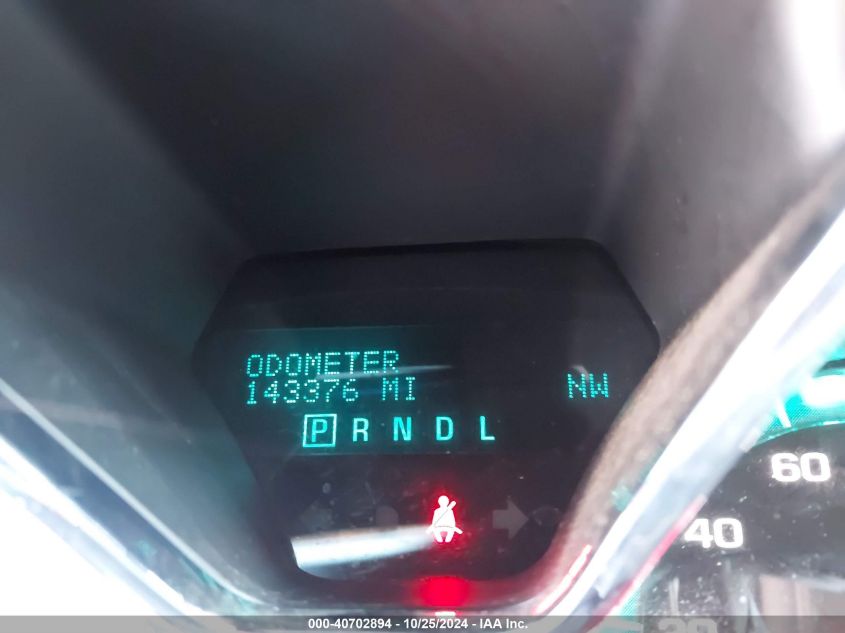 ODOMETER
143376 MI NW
P R N D L
60
40
000-40702894 - 10/25/2024 - IAA Inc.